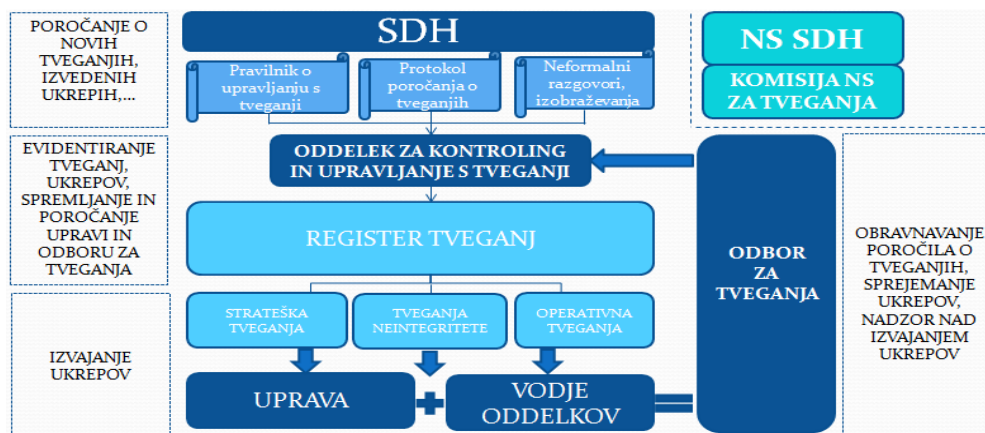 POROČANJE O
NOVIH
TVEGANJIH,
IZVEDENIH
UKREPIH,...
SDH
Pravilnik o
upravljanju s
tveganji
Protokol
poročanja o
tveganjih
Neformalni
razgovori,
izobraževanja
NS SDH
KOMISIJA NS
ZA TVEGANJA
EVIDENTIRANJE
TVEGANJ,
UKREPOV,
SPREMLJANJE IN
POROČANJE
UPRAVI IN
ODBORU ZA
TVEGANJA
ODDELEK ZA KONTROLING
IN UPRAVLJANJE S TVEGANJI
REGISTER TVEGANJ
STRATEŠKA
TVEGANJA
TVEGANJA
NEINTEGRITETE
OPERATIVNA
TVEGANJA
ODBOR
ZA
TVEGANJA
OBRAVNAVANJE
POROČILA O
TVEGANJIH,
SPREJEMANJE
UKREPOV,
NADZOR NAD
IZVAJANJEM
UKREPOV
IZVAJANJE
UKREPOV
UPRAVA
VODJE
ODDELKOV